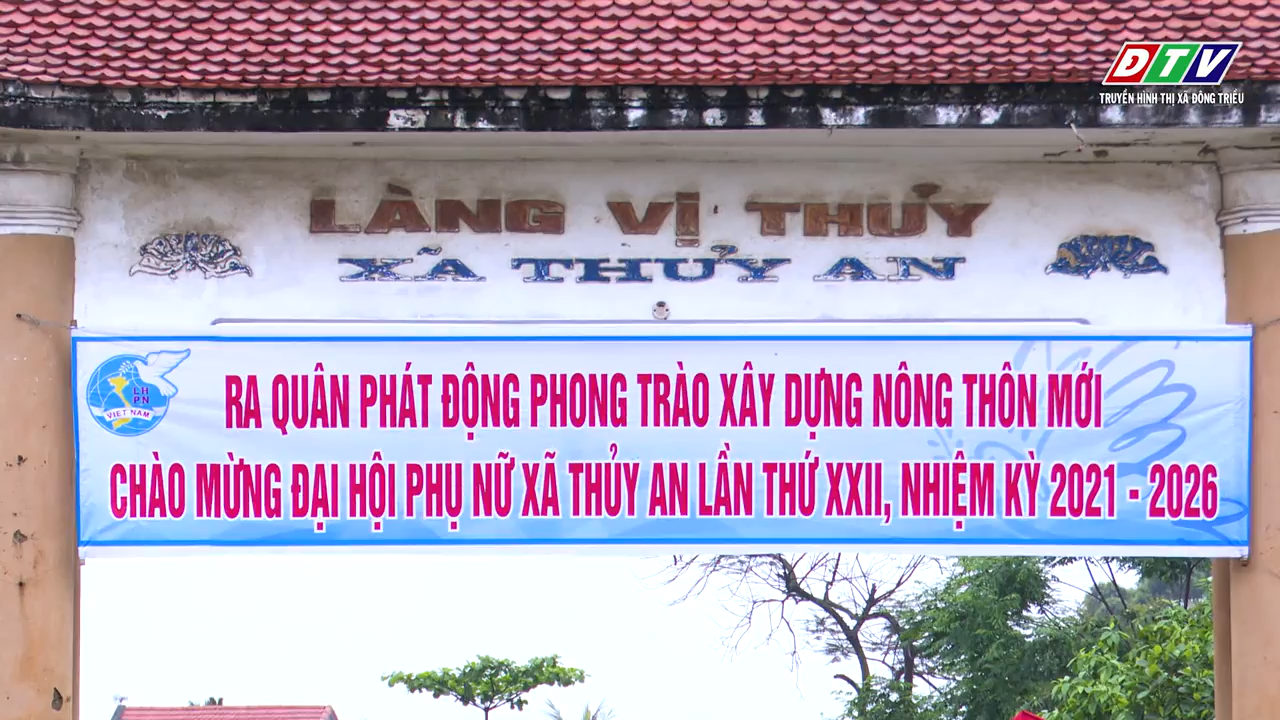 ĐTV
TRUYỀN HÌNH THỊ XÃ ĐÔNG TRIỀU
LÀNG VỊ THUỶ
XÃ THUỶ AN
LH
PN
VIỆT NAM
RA QUÂN PHÁT ĐỘNG PHONG TRÀO XÂY DỰNG NÔNG THÔN MỚI
CHÀO MỪNG ĐẠI HỘI PHỤ NỮ XÃ THỦY AN LẦN THỨ XXII, NHIỆM KỲ 2021 - 2026